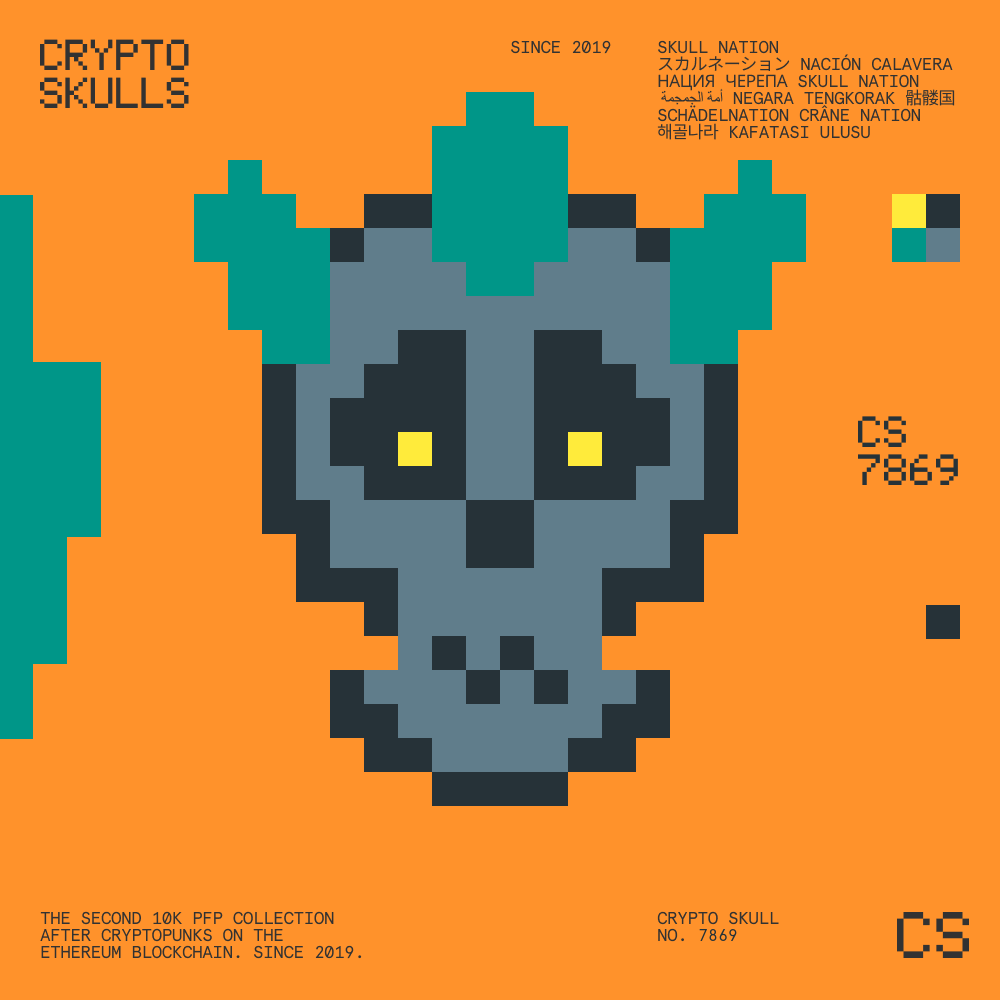 CRYPTO
SKULLS
SINCE 2019
SKULL NATION
スカルネーション NACIÓN CALAVERA
НАЦИЯ ЧЕРЕПА SKULL NATION
أمة الجمجمة NEGARA TENGKORAK 骷髅国
SCHÄDELNATION CRÂNE NATION
해골나라 KAFATASI ULUSU
CS
7869
THE SECOND 10K PFP COLLECTION
AFTER CRYPTOPUNKS ON THE
ETHEREUM BLOCKCHAIN. SINCE 2019.
CRYPTO SKULL
NO. 7869
CS